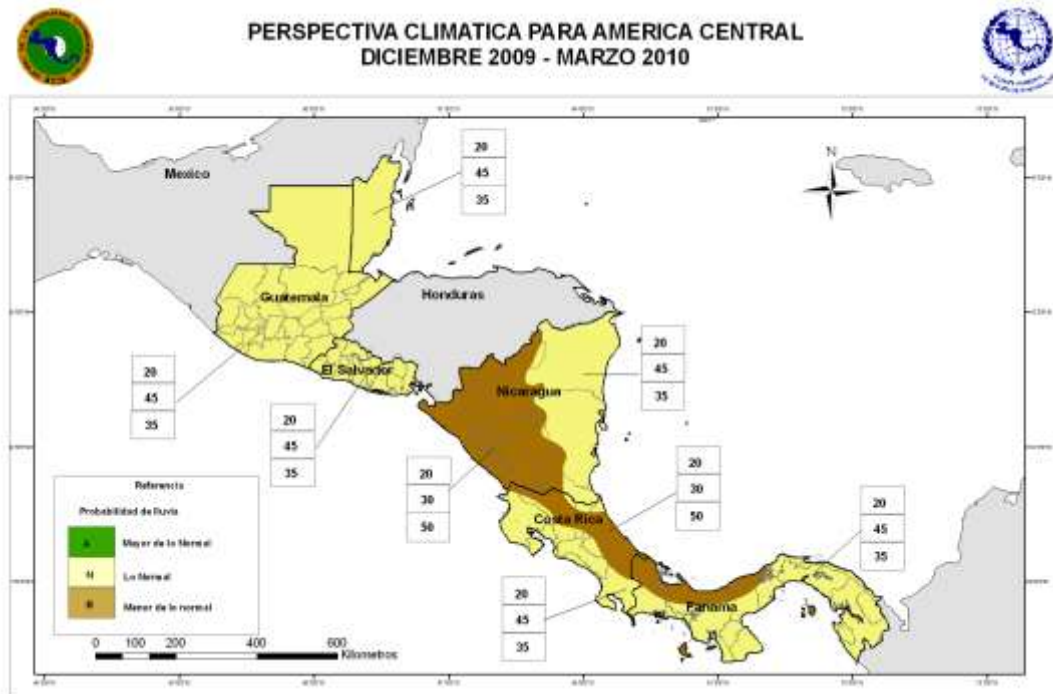 PERSPECTIVA CLIMATICA PARA AMERICA CENTRAL
DICIEMBRE 2009 - MARZO 2010
N
Mexico
20
45
35
Guatemala
Honduras
El Salvador
20
45
35
20
45
35
Nicaragua
20
45
35
20
30
50
20
30
50
Costa Rica
20
45
35
20
45
35
Panama
Referencia
Probabilidad de lluvia
A Mayor de lo Normal
N Lo Normal
B Menor de lo normal
0 100 200 400 600
Kilometros